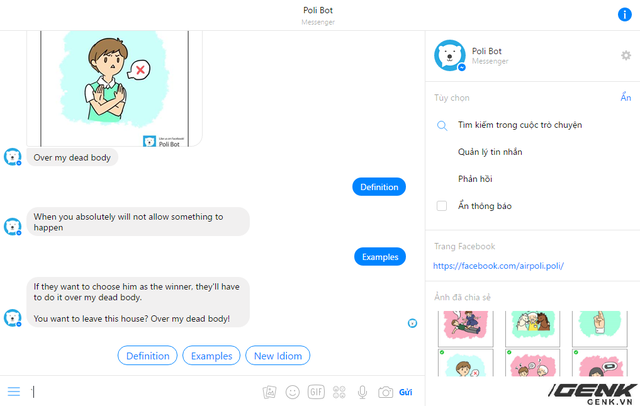 Poli Bot
Messenger
Poli Bot
Over my dead body
Definition
When you absolutely will not allow something to
happen
Examples
If they want to choose him as the winner, they'll have
to do it over my dead body.
You want to leave this house? Over my dead body!
Definition
Examples
New Idiom
GIF
Gửi
Poli Bot
Messenger
Tùy chọn
Ẩn
Tìm kiếm trong cuộc trò chuyện
Quản lý tin nhắn
Phản hồi
Ẩn thông báo
Trang Facebook
https://facebook.com/airpoli.poli/
Ảnh đã chia sẻ
GENK
GENK.VN